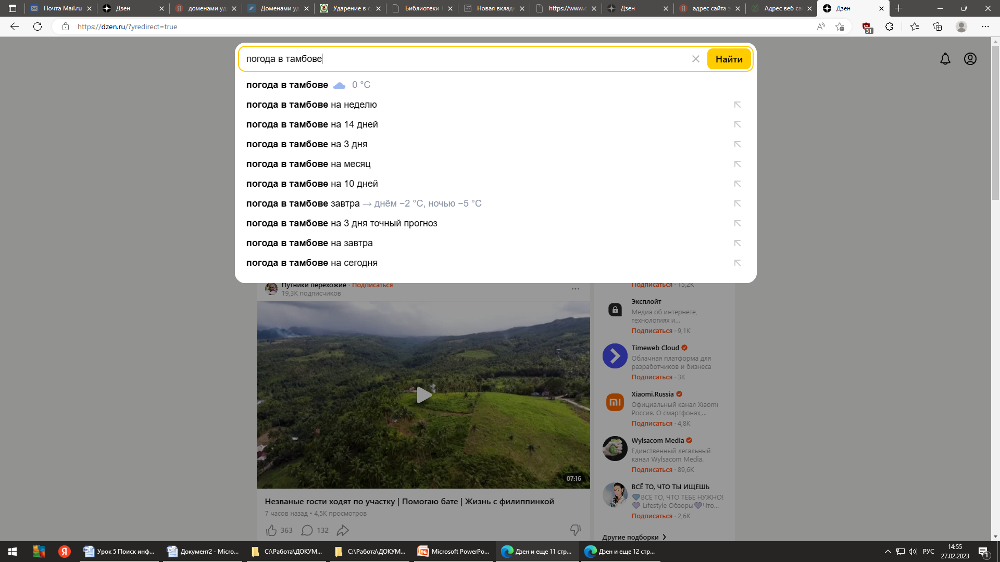 Почта Mail.ru
Дзен
доменами уд
Доменами уд
Ударение в с
Библиотеки Т
Новая вклад
https://www.c
Дзен
адрес сайта э
Адрес веб са
Дзен
https://dzen.ru/?yredirect=true
31
погода в тамбове
Найти
погода в тамбове 0 °C
погода в тамбове на неделю
погода в тамбове на 14 дней
погода в тамбове на 3 дня
погода в тамбове на месяц
погода в тамбове на 10 дней
погода в тамбове завтра → днём −2 °C, ночью −5 °C
погода в тамбове на 3 дня точный прогноз
погода в тамбове на завтра
погода в тамбове на сегодня
Путники перехожие · Подписаться
19,3K подписчиков
07:16
Незваные гости ходят по участку | Помогаю бате | Жизнь с филиппинкой
7 часов назад • 4,5K просмотров
363
132
Подписаться · 15,2K
Эксплойт
Медиа об интернете,
технологиях и...
Подписаться · 9,1K
Timeweb Cloud
Облачная платформа для
разработчиков и бизнеса
Подписаться · 3K
Xiaomi.Russia
Официальный канал Xiaomi
Россия. О смартфонах,...
Подписаться · 4,8K
Wylsacom Media
Единственный легальный
канал Wylsacom Media.
Подписаться · 89,6K
ВСЁ ТО, ЧТО ТЫ ИЩЕШЬ
💙ВСЁ ТО, ЧТО ТЕБЕ НУЖНО!
💜 Lifestyle Обзоры💜Что...
Подписаться · 2,6K
Другие подборки
Урок 5 Поиск инф...
Документ2 - Micro...
C:\Работа\ДОКУМ...
C:\Работа\ДОКУМ...
Microsoft PowerPo...
Дзен и еще 11 стр...
Дзен и еще 12 стр...
РУС
14:55
27.02.2023
1